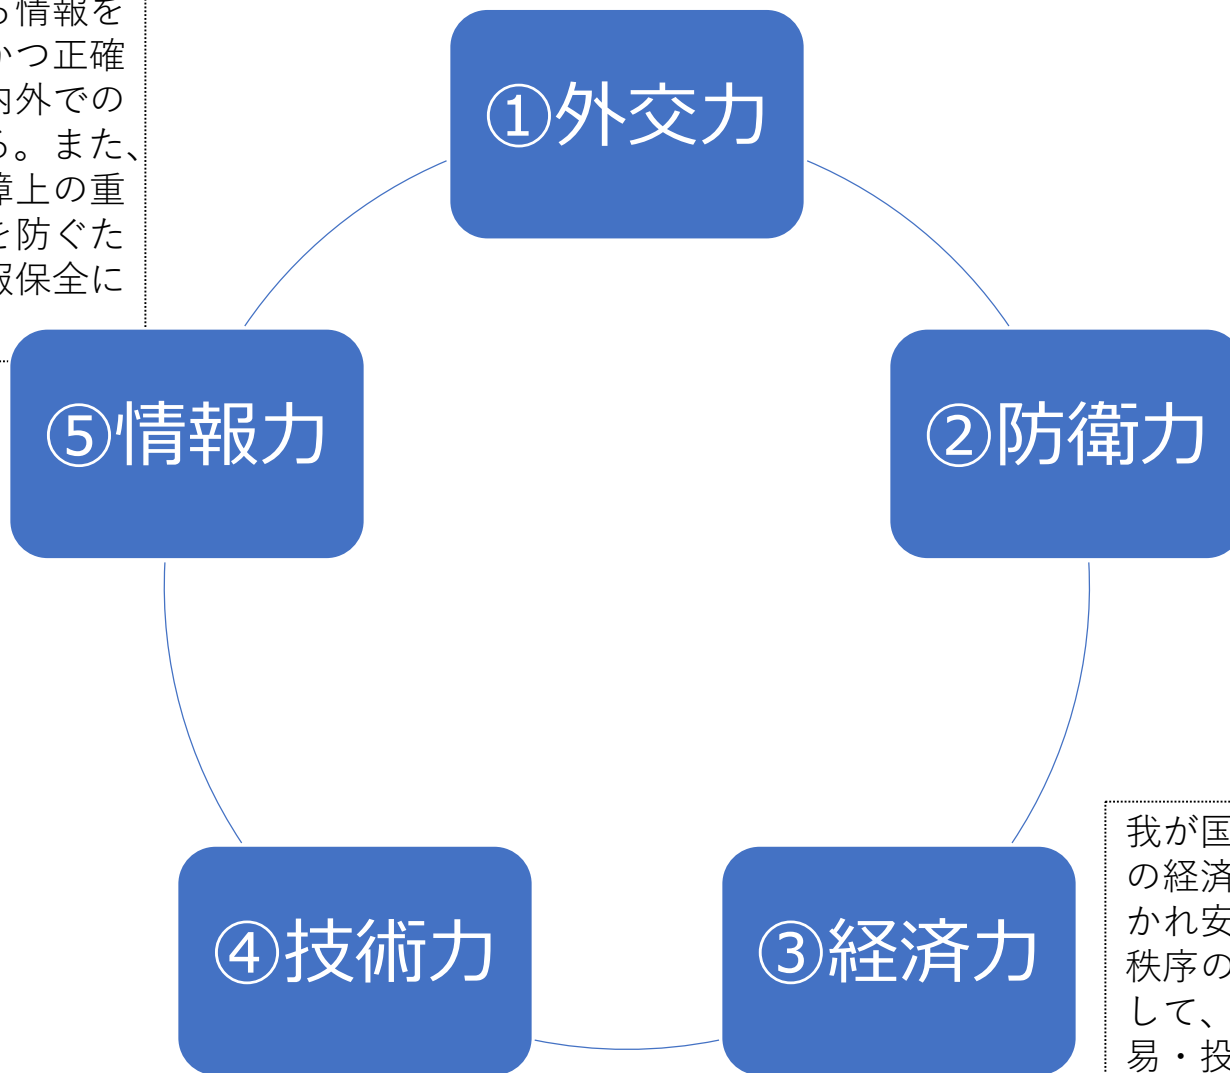 る情報を
かつ正確
内外での
る。また、
障上の重
を防ぐた
報保全に
①外交力
⑤情報力
②防衛力
④技術力
③経済力
我が国
の経済
かれ安
秩序の
して、
易・投